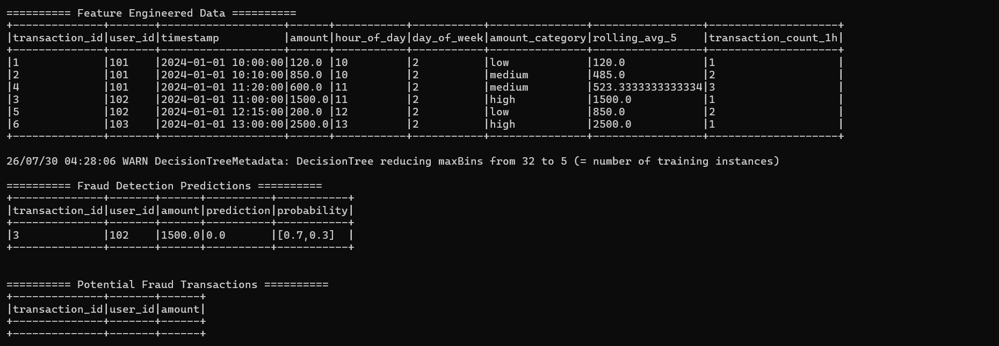 ========== Feature Engineered Data ==========
+--------------+-------+-------------------+------+-----------+-----------+---------------+-----------------+--------------------+
|transaction_id|user_id|timestamp          |amount|hour_of_day|day_of_week|amount_category|rolling_avg_5    |transaction_count_1h|
+--------------+-------+-------------------+------+-----------+-----------+---------------+-----------------+--------------------+
|1             |101    |2024-01-01 10:00:00|120.0 |10         |2          |low            |120.0            |1                   |
|2             |101    |2024-01-01 10:10:00|850.0 |10         |2          |medium         |485.0            |2                   |
|4             |101    |2024-01-01 11:20:00|600.0 |11         |2          |medium         |523.3333333333334|3                   |
|3             |102    |2024-01-01 11:00:00|1500.0|11         |2          |high           |1500.0           |1                   |
|5             |102    |2024-01-01 12:15:00|200.0 |12         |2          |low            |850.0            |2                   |
|6             |103    |2024-01-01 13:00:00|2500.0|13         |2          |high           |2500.0           |1                   |
+--------------+-------+-------------------+------+-----------+-----------+---------------+-----------------+--------------------+
26/07/30 04:28:06 WARN DecisionTreeMetadata: DecisionTree reducing maxBins from 32 to 5 (= number of training instances)
========== Fraud Detection Predictions ==========
+--------------+-------+------+----------+-----------+
|transaction_id|user_id|amount|prediction|probability|
+--------------+-------+------+----------+-----------+
|3             |102    |1500.0|0.0       |[0.7,0.3]  |
+--------------+-------+------+----------+-----------+
========== Potential Fraud Transactions ==========
+--------------+-------+------+
|transaction_id|user_id|amount|
+--------------+-------+------+
+--------------+-------+------+